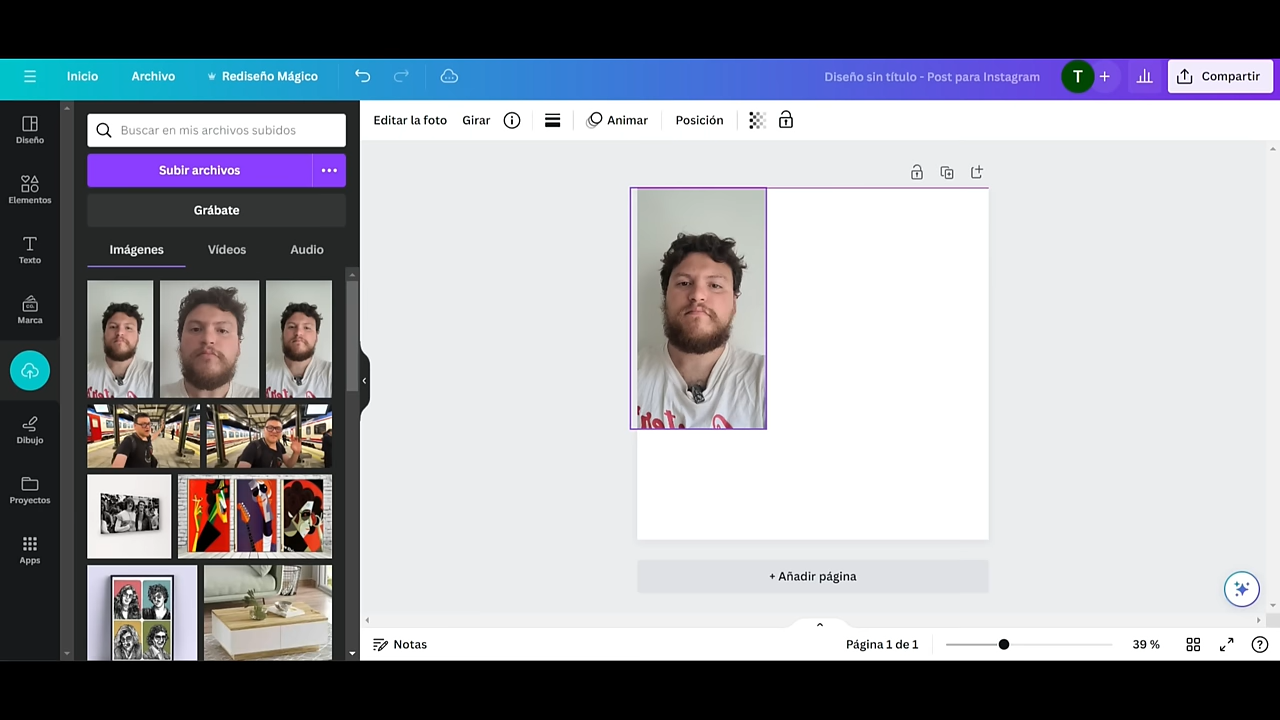 Inicio
Archivo
Rediseño Mágico
Diseño sin título - Post para Instagram
T
Compartir
Diseño
Elementos
Texto
Marca
Dibujo
Proyectos
Apps
Buscar en mis archivos subidos
Subir archivos
Grábate
Imágenes
Vídeos
Audio
Editar la foto
Girar
Animar
Posición
+ Añadir página
Notas
Página 1 de 1
39 %